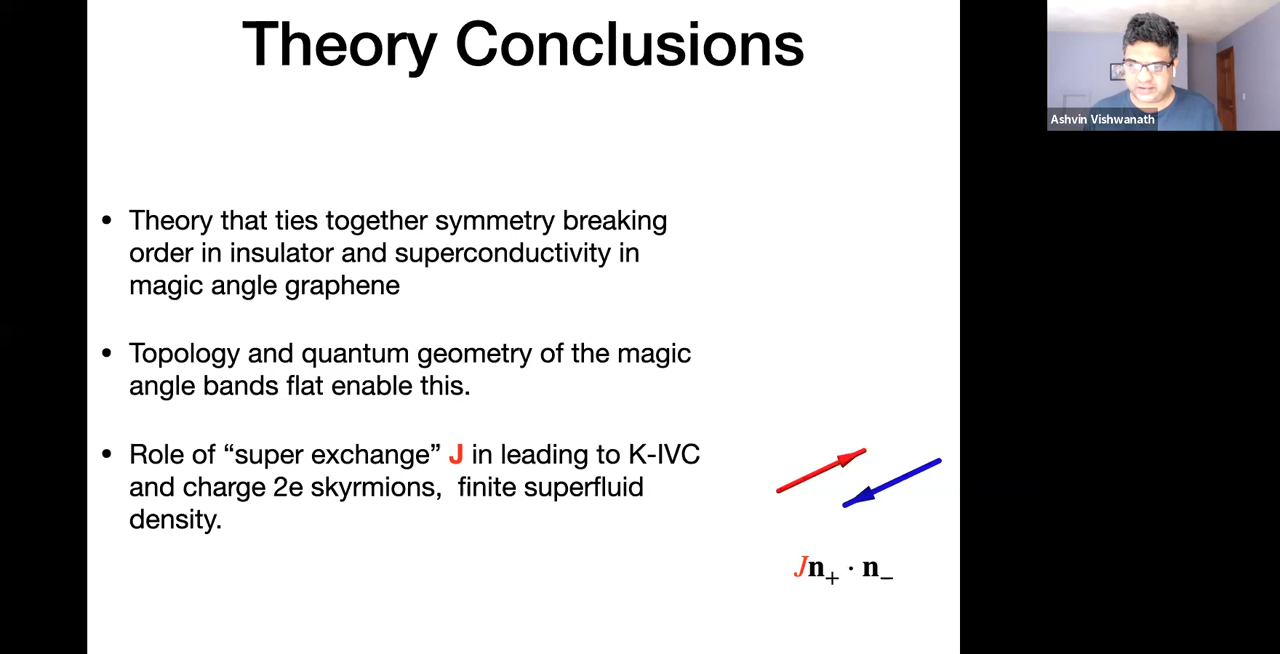 Theory Conclusions
Ashvin Vishwanath
• Theory that ties together symmetry breaking
order in insulator and superconductivity in
magic angle graphene
• Topology and quantum geometry of the magic
angle bands flat enable this.
• Role of “super exchange” J in leading to K-IVC
and charge 2e skyrmions,  finite superfluid
density.
Jn₊ · n₋